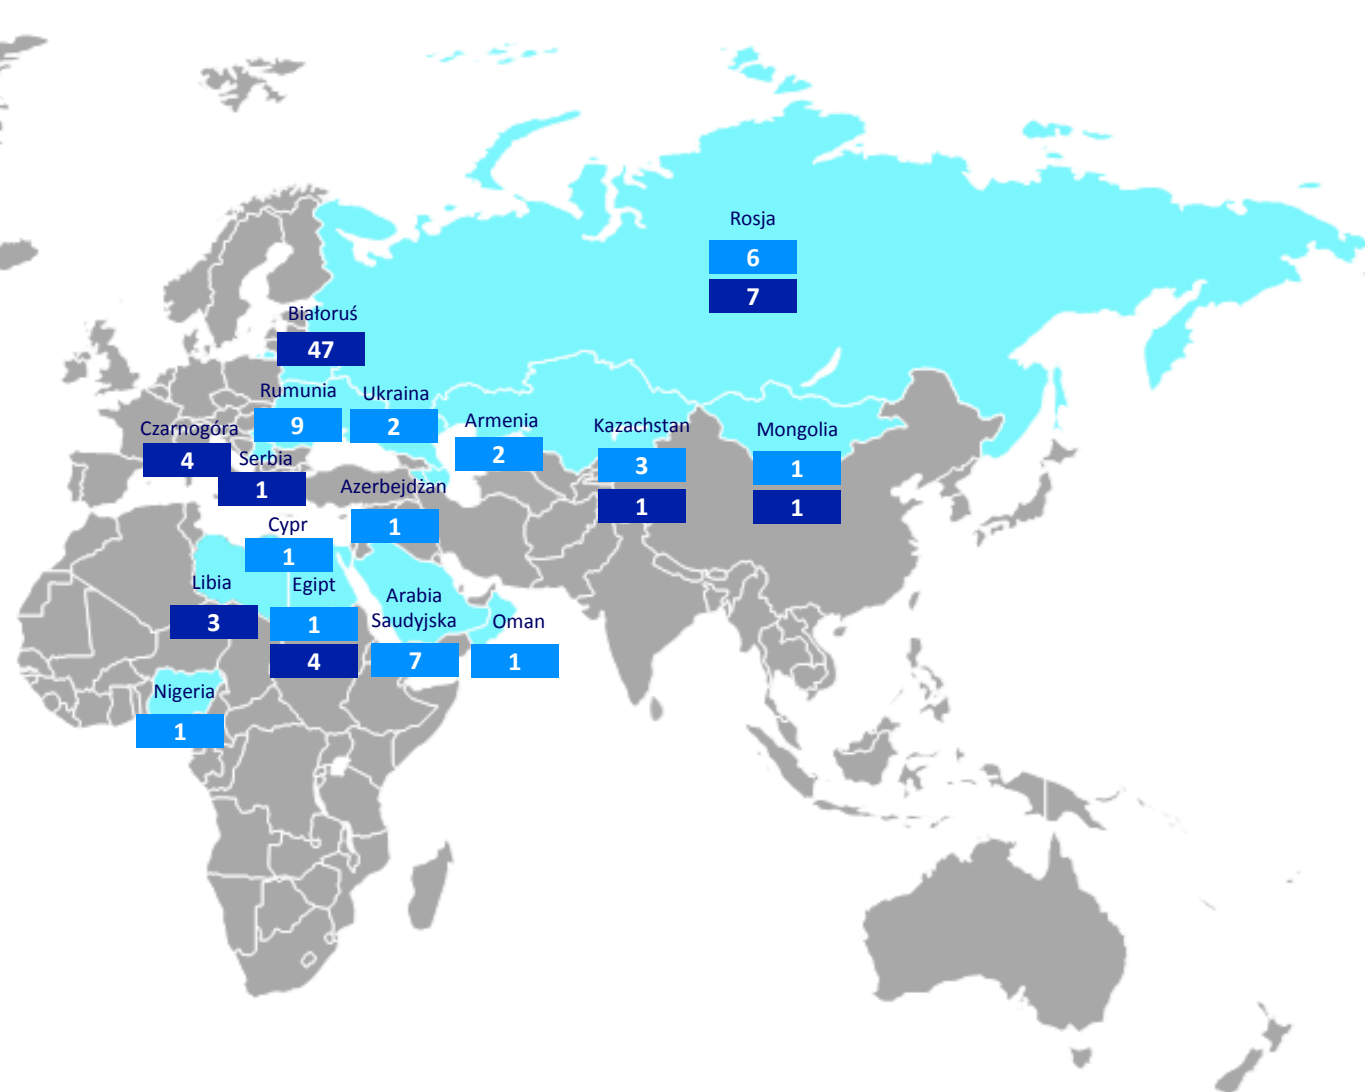 Rosja
6
7
Białoruś
47
Rumunia
9
Ukraina
2
Czarnogóra
4
Serbia
1
Armenia
2
Kazachstan
3
1
Mongolia
1
1
Azerbejdżan
1
Cypr
1
Libia
3
Egipt
1
4
Arabia
Saudyjska
7
Oman
1
Nigeria
1